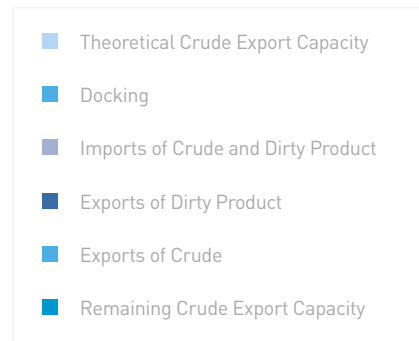 Theoretical Crude Export Capacity
Docking
Imports of Crude and Dirty Product
Exports of Dirty Product
Exports of Crude
Remaining Crude Export Capacity